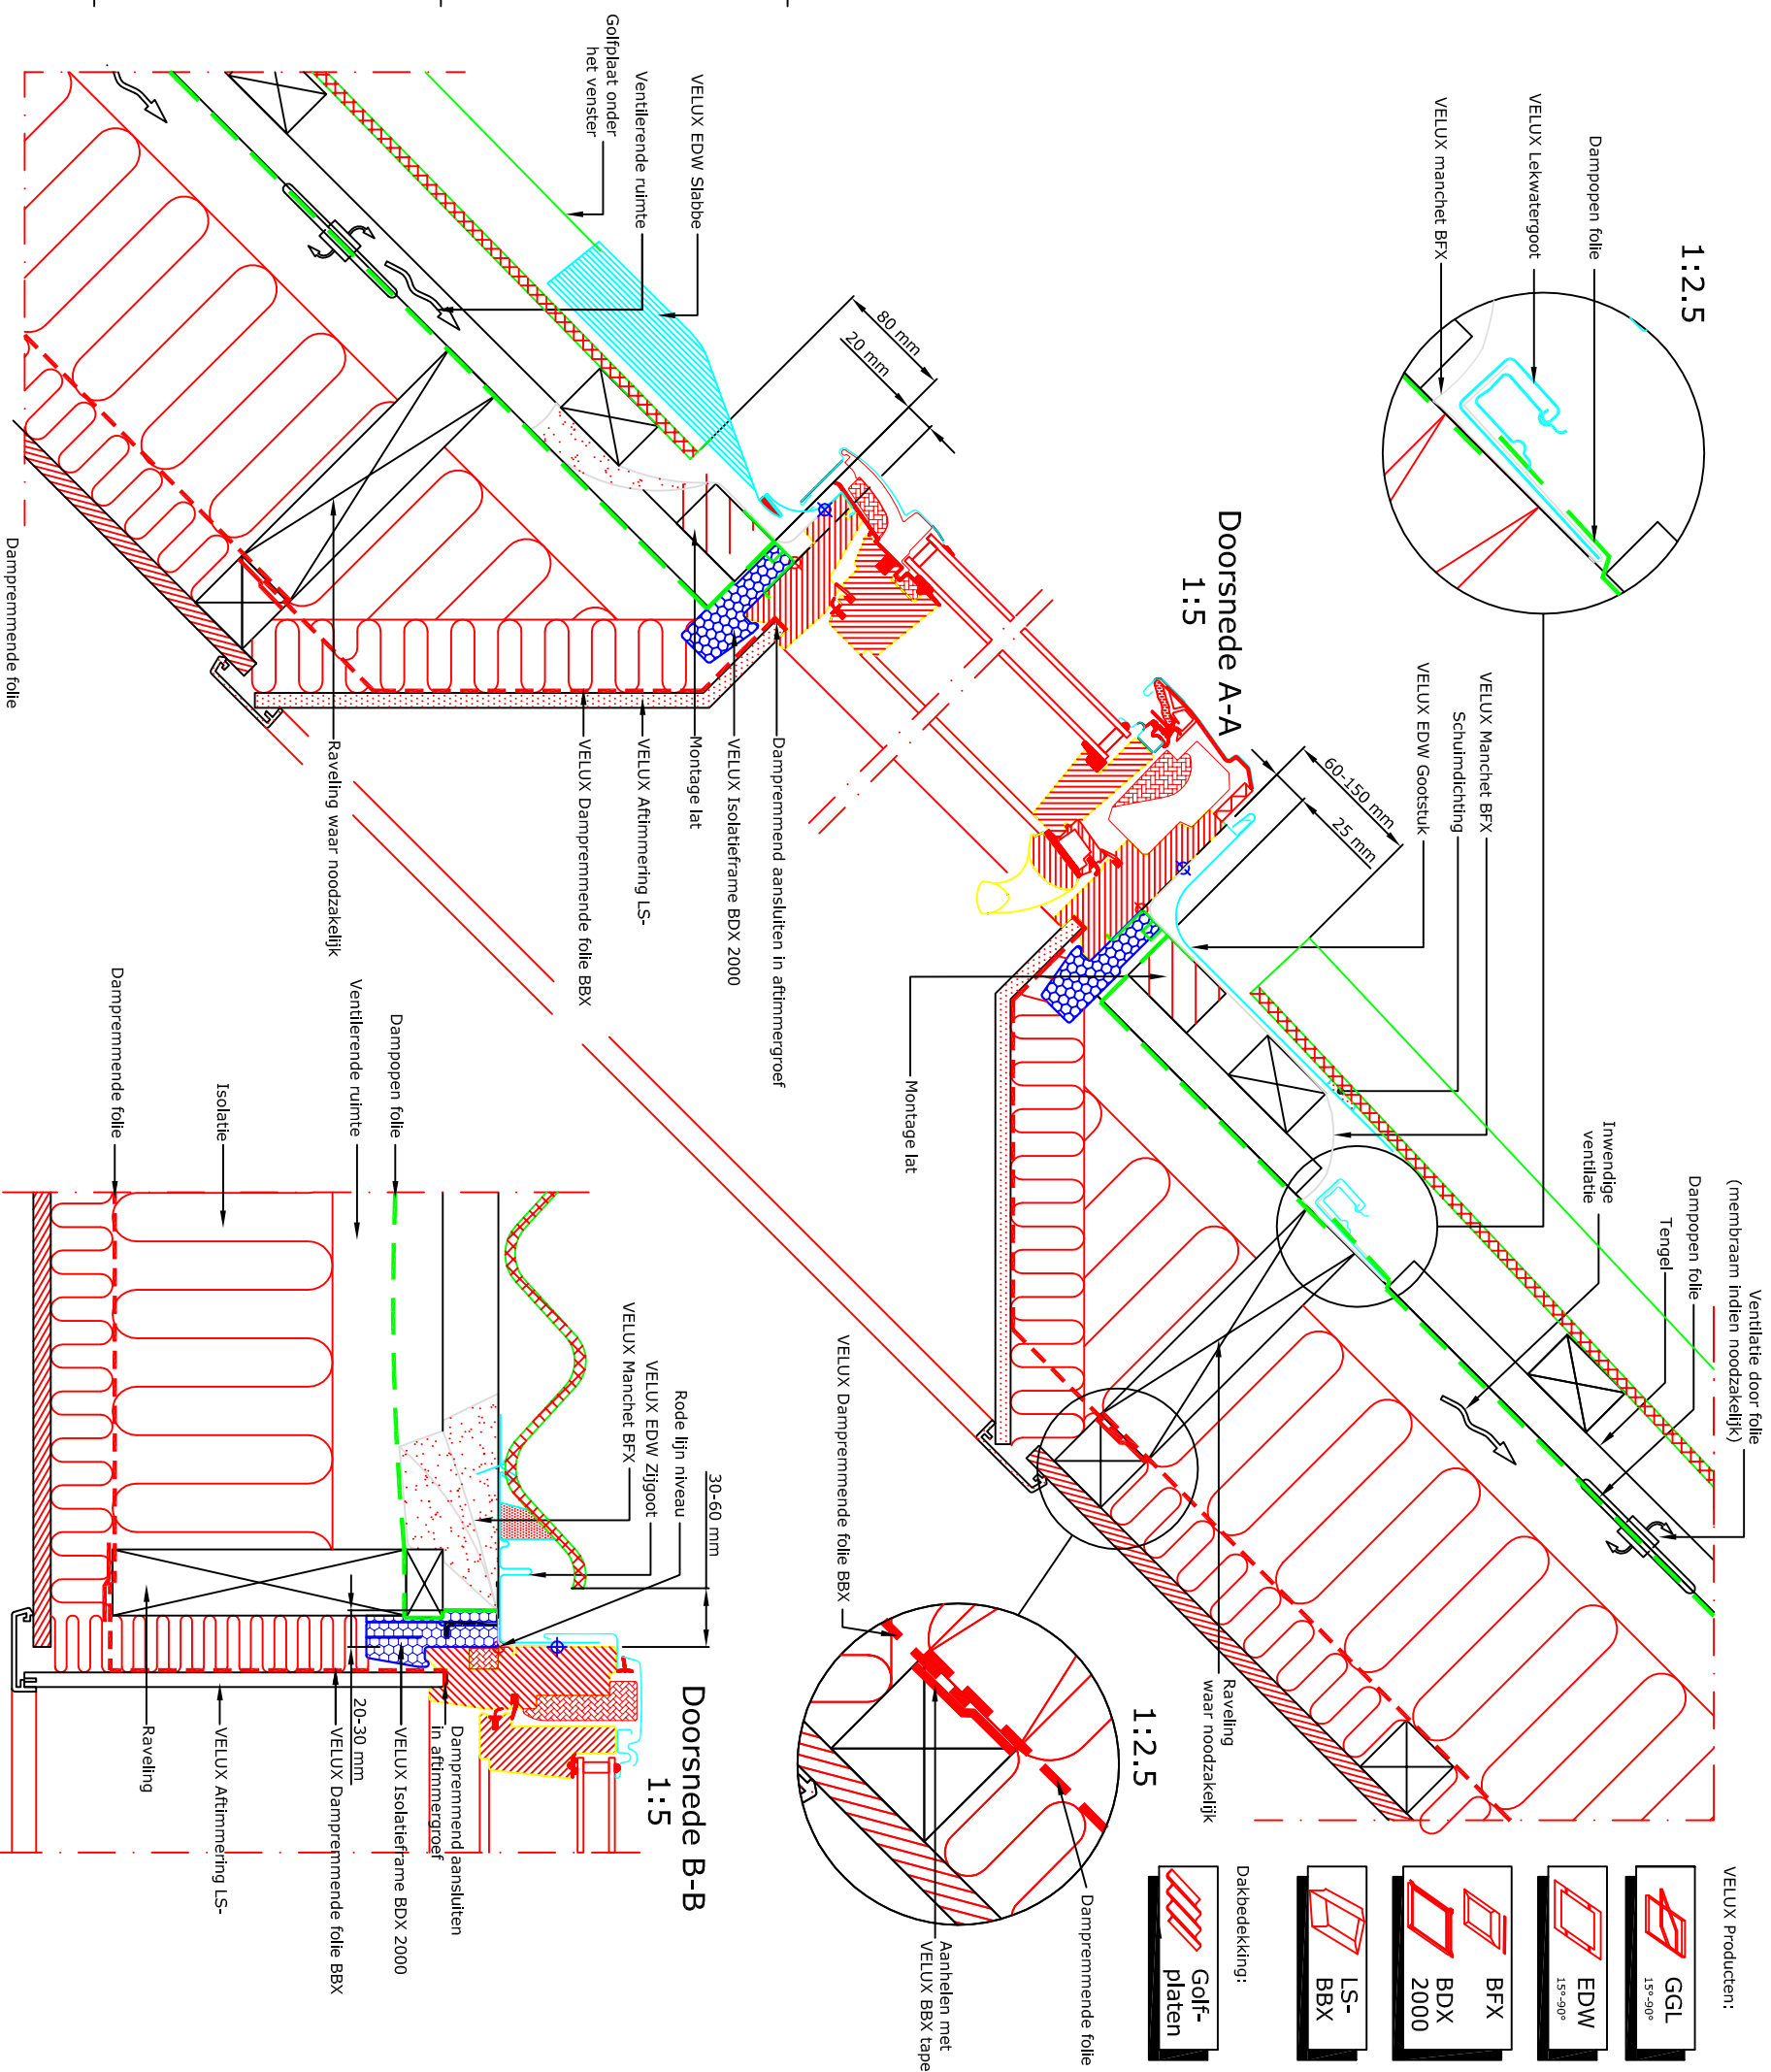 VELUX Producten:
GGL
15°-90°
EDW
15°-90°
BFX
BDX
2000
LS-
BBX
Dakbedekking:
Golf-
platen
1:2.5
Dampopen folie
VELUX Lekwatergoot
VELUX manchet BFX
Doorsnede A-A
1:5
Ventilatie door folie
(membraam indien noodzakelijk)
Dampopen folie
Tengel
Inwendige
ventilatie
VELUX Manchet BFX
Schuimdichting
VELUX EDW Gootstuk
60-150 mm
25 mm
Montage lat
Raveling
waar noodzakelijk
80 mm
20 mm
VELUX EDW Slabbe
Ventilerende ruimte
Golfplaat onder
het venster
Dampremmend aansluiten in aftimmergroef
VELUX Isolatieframe BDX 2000
Montage lat
VELUX Aftimmering LS-
VELUX Dampremmende folie BBX
Raveling waar noodzakelijk
Dampremmende folie
1:2.5
VELUX Dampremmende folie BBX
Dampremmende folie
Aanhelen met
VELUX BBX tape
Doorsnede B-B
1:5
30-60 mm
Rode lijn niveau
VELUX EDW Zijgoot
VELUX Manchet BFX
Dampopen folie
Ventilerende ruimte
Isolatie
Dampremmende folie
Dampremmend aansluiten
in aftimmergroef
VELUX Isolatieframe BDX 2000
20-30 mm
VELUX Dampremmende folie BBX
VELUX Aftimmering LS-
Raveling